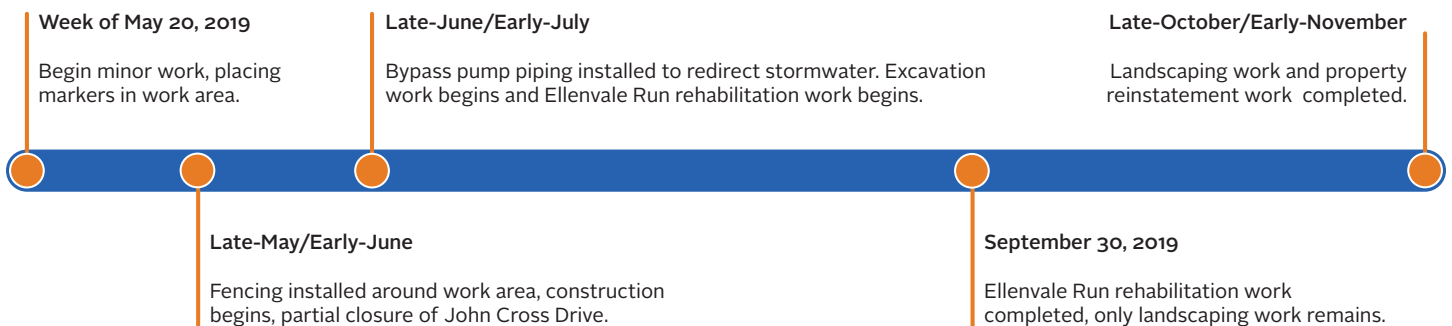 Week of May 20, 2019
Begin minor work, placing
markers in work area.
Late-June/Early-July
Bypass pump piping installed to redirect stormwater. Excavation
work begins and Ellenvale Run rehabilitation work begins.
Late-October/Early-November
Landscaping work and property
reinstatement work completed.
Late-May/Early-June
Fencing installed around work area, construction
begins, partial closure of John Cross Drive.
September 30, 2019
Ellenvale Run rehabilitation work
completed, only landscaping work remains.